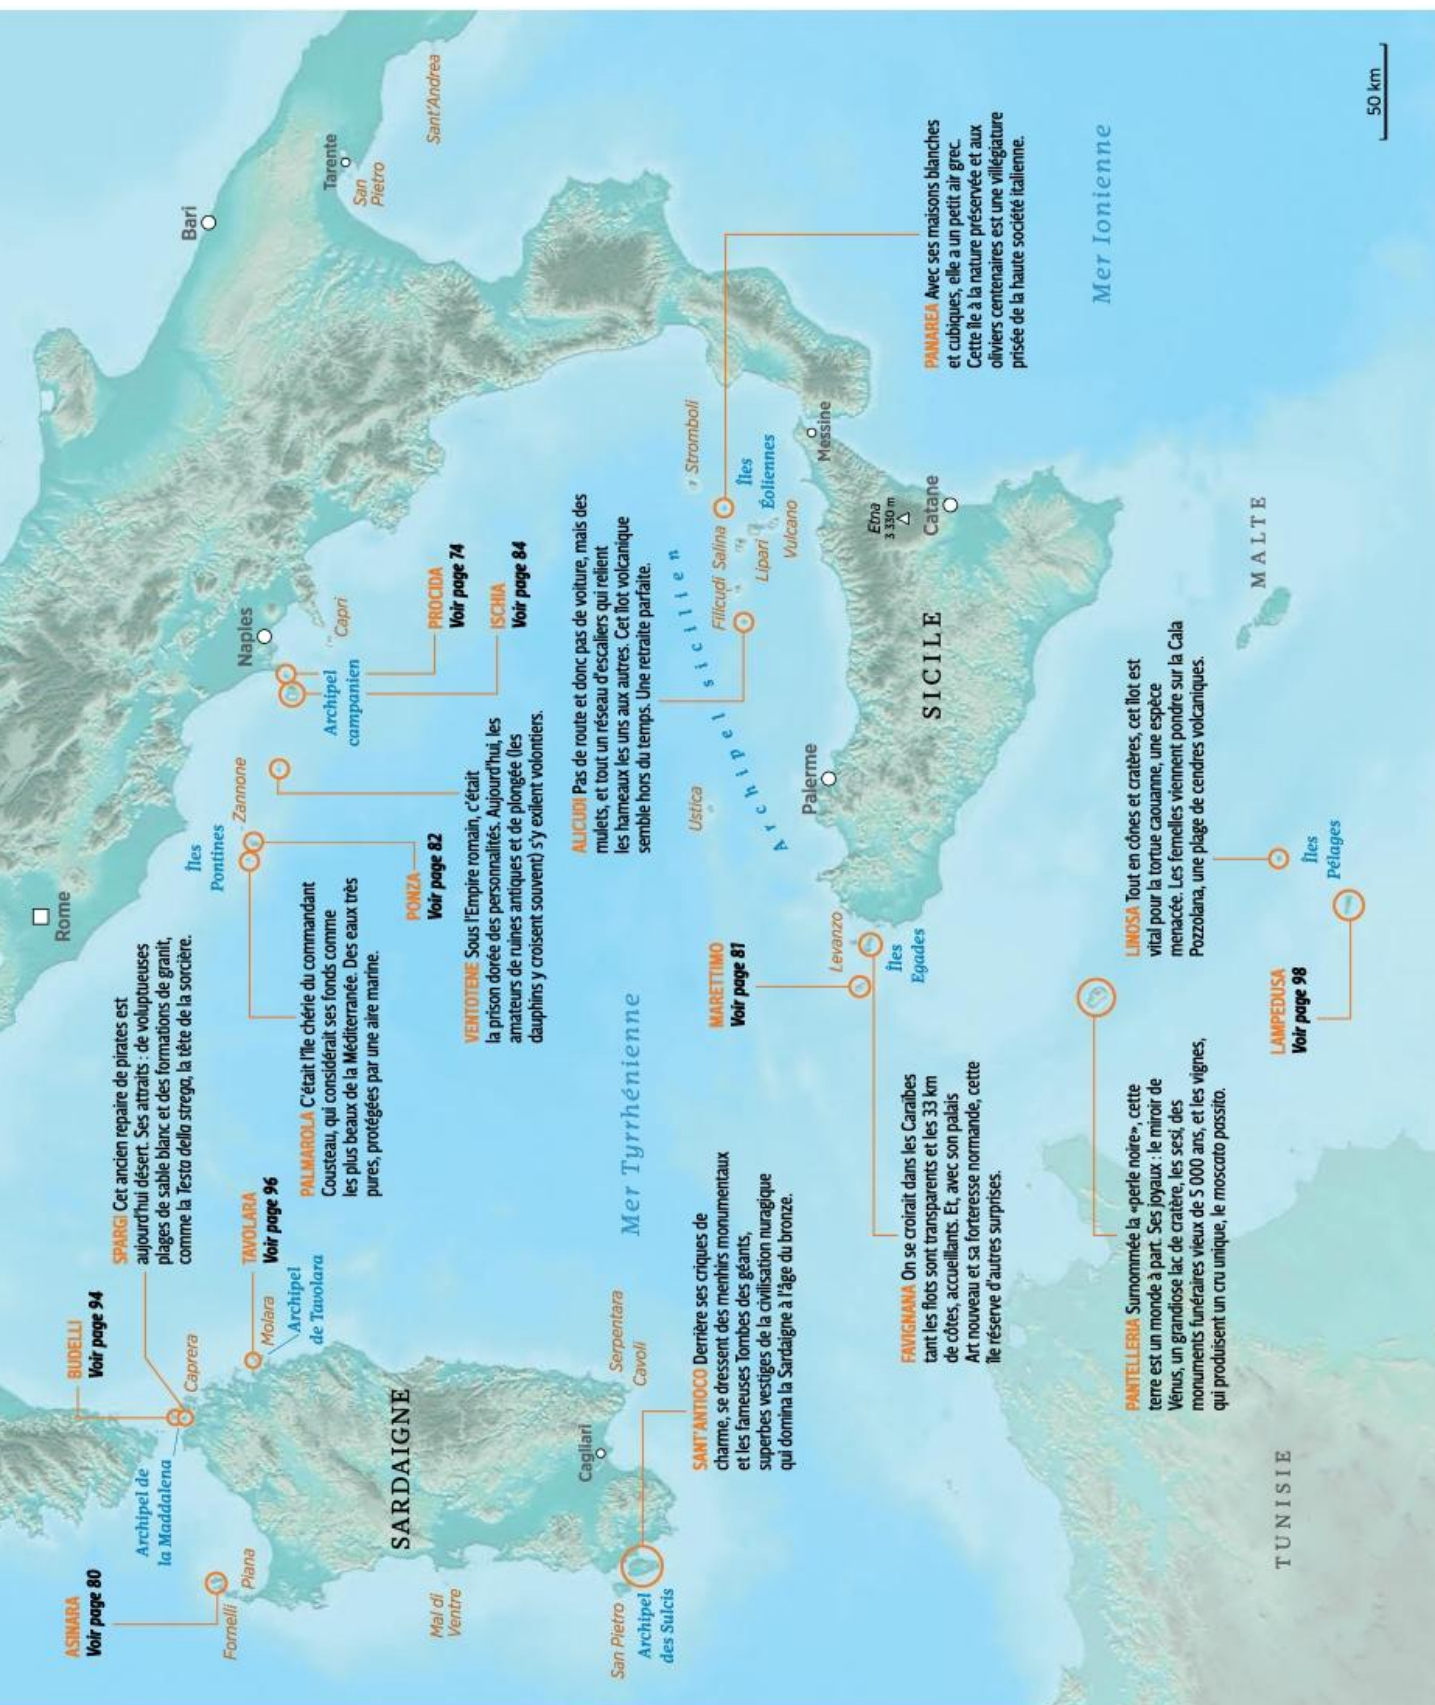 ASINARA
Voir page 80
BUDELLI
Voir page 94
SPARGI Cet ancien repaire de pirates est
aujourd'hui désert. Ses attraits : de voluptueuses
plages de sable blanc et des formations de granit,
comme la Testa della strega, la tête de la sorcière.
Rome
Bari
Tarente
San
Pietro
Sant'Andrea
Archipel de
la Maddalena
Caprera
Fornelli
Piana
TAVOLARA
Voir page 96
Molara
Archipel
de Tavolara
Îles
Pontines
Zannone
Naples
Capri
Archipel
campanien
PALMAROLA C'était l'île chérie du commandant
Cousteau, qui considérait ses fonds comme
les plus beaux de la Méditerranée. Des eaux très
pures, protégées par une aire marine.
PONZA
Voir page 82
PROCIDA
Voir page 74
ISCHIA
Voir page 84
VENTOTENE Sous l'Empire romain, c'était
la prison dorée des personnalités. Aujourd'hui, les
amateurs de ruines antiques et de plongée (les
dauphins y croisent souvent) s'y exilent volontiers.
SARDAIGNE
Mal di
Ventre
Cagliari
Serpentara
Cavoli
San Pietro
Archipel
des Sulcis
Mer Tyrrhénienne
ALICUDI Pas de route et donc pas de voiture, mais des
mulets, et tout un réseau d'escaliers qui relient
les hameaux les uns aux autres. Cet îlot volcanique
semble hors du temps. Une retraite parfaite.
SANT'ANTIOCO Derrière ses criques de
charme, se dressent des menhirs monumentaux
et les fameuses Tombes des géants,
superbes vestiges de la civilisation nuragique
qui domina la Sardaigne à l'âge du bronze.
MARETTIMO
Voir page 81
Ustica
Archipel sicilien
Filicudi
Salina
Stromboli
Lipari
Îles
Éoliennes
Vulcano
Messine
Palerme
Levanzo
Îles
Egades
Etna
3 330 m
Catane
SICILE
PANAREA Avec ses maisons blanches
et cubiques, elle a un petit air grec.
Cette île à la nature préservée et aux
oliviers centenaires est une villégiature
prisée de la haute société italienne.
FAVIGNANA On se croirait dans les Caraïbes
tant les flots sont transparents et les 33 km
de côtes, accueillants. Et, avec son palais
Art nouveau et sa forteresse normande, cette
île réserve d'autres surprises.
Mer Ionienne
PANTELLERIA Surnommée la «perle noire», cette
terre est un monde à part. Ses joyaux : le miroir de
Vénus, un grandiose lac de cratère, les sesi, des
monuments funéraires vieux de 5 000 ans, et les vignes,
qui produisent un cru unique, le moscato passito.
LINOSA Tout en cônes et cratères, cet îlot est
vital pour la tortue caouanne, une espèce
menacée. Les femelles viennent pondre sur la Cala
Pozzolana, une plage de cendres volcaniques.
MALTE
LAMPEDUSA
Voir page 98
Îles
Pélages
TUNISIE
50 km